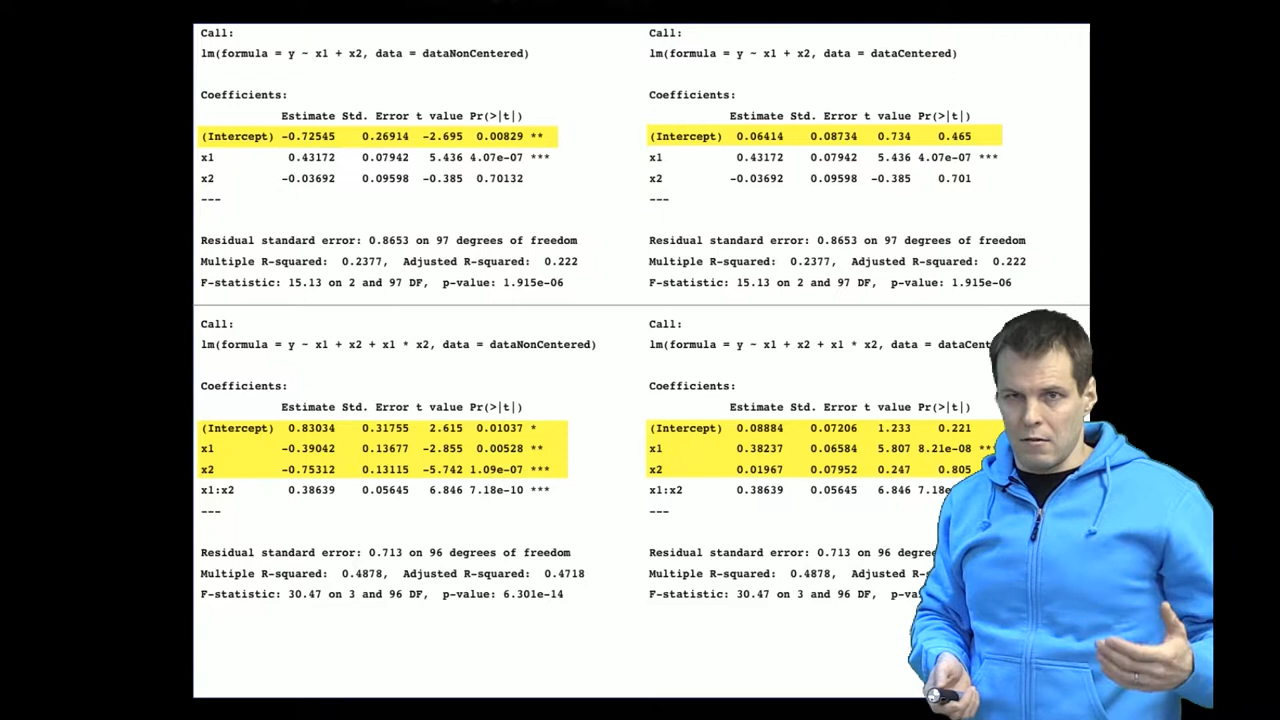 Call:
lm(formula = y ~ x1 + x2, data = dataNonCentered)
Coefficients:
Estimate Std. Error t value Pr(>|t|)
(Intercept) -0.72545 0.26914 -2.695 0.00829 **
x1 0.43172 0.07942 5.436 4.07e-07 ***
x2 -0.03692 0.09598 -0.385 0.70132
---
Residual standard error: 0.8653 on 97 degrees of freedom
Multiple R-squared: 0.2377, Adjusted R-squared: 0.222
F-statistic: 15.13 on 2 and 97 DF, p-value: 1.915e-06
Call:
lm(formula = y ~ x1 + x2, data = dataCentered)
Coefficients:
Estimate Std. Error t value Pr(>|t|)
(Intercept) 0.06414 0.08734 0.734 0.465
x1 0.43172 0.07942 5.436 4.07e-07 ***
x2 -0.03692 0.09598 -0.385 0.701
---
Residual standard error: 0.8653 on 97 degrees of freedom
Multiple R-squared: 0.2377, Adjusted R-squared: 0.222
F-statistic: 15.13 on 2 and 97 DF, p-value: 1.915e-06
Call:
lm(formula = y ~ x1 + x2 + x1 * x2, data = dataNonCentered)
Coefficients:
Estimate Std. Error t value Pr(>|t|)
(Intercept) 0.83034 0.31755 2.615 0.01037 *
x1 -0.39042 0.13677 -2.855 0.00528 **
x2 -0.75312 0.13115 -5.742 1.09e-07 ***
x1:x2 0.38639 0.05645 6.846 7.18e-10 ***
---
Residual standard error: 0.713 on 96 degrees of freedom
Multiple R-squared: 0.4878, Adjusted R-squared: 0.4718
F-statistic: 30.47 on 3 and 96 DF, p-value: 6.301e-14
Call:
lm(formula = y ~ x1 + x2 + x1 * x2, data = dataCent
Coefficients:
Estimate Std. Error t value Pr(>|t|)
(Intercept) 0.08884 0.07206 1.233 0.221
x1 0.38237 0.06584 5.807 8.21e-08 **
x2 0.01967 0.07952 0.247 0.805
x1:x2 0.38639 0.05645 6.846 7.18e
---
Residual standard error: 0.713 on 96 degre
Multiple R-squared: 0.4878, Adjusted R-s
F-statistic: 30.47 on 3 and 96 DF, p-va